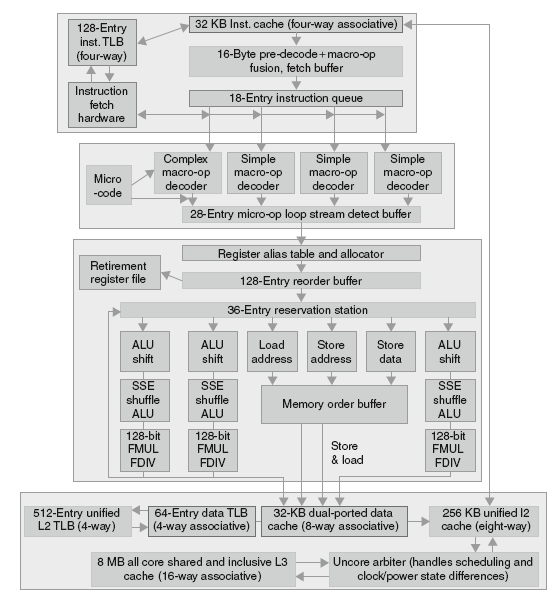 128-Entry
inst. TLB
(four-way)
32 KB Inst. cache (four-way associative)
16-Byte pre-decode+macro-op
fusion, fetch buffer
Instruction
fetch
hardware
18-Entry instruction queue
Micro
-code
Complex
macro-op
decoder
Simple
macro-op
decoder
Simple
macro-op
decoder
Simple
macro-op
decoder
28-Entry micro-op loop stream detect buffer
Register alias table and allocator
Retirement
register file
128-Entry reorder buffer
36-Entry reservation station
ALU
shift
ALU
shift
Load
address
Store
address
Store
data
ALU
shift
SSE
shuffle
ALU
SSE
shuffle
ALU
Memory order buffer
SSE
shuffle
ALU
128-bit
FMUL
FDIV
128-bit
FMUL
FDIV
Store
& load
128-bit
FMUL
FDIV
512-Entry unified
L2 TLB (4-way)
64-Entry data TLB
(4-way associative)
32-KB dual-ported data
cache (8-way associative)
256 KB unified l2
cache (eight-way)
8 MB all core shared and inclusive L3
cache (16-way associative)
Uncore arbiter (handles scheduling and
clock/power state differences)